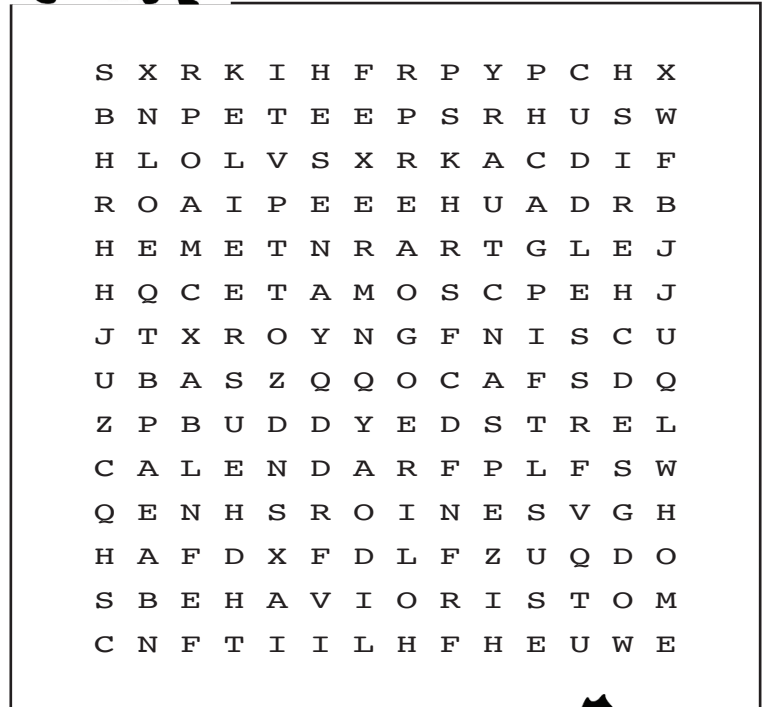 S X R K I H F R P Y P C H X
B N P E T E E P S R H U S W
H L O L V S X R K A C D I F
R O A I P E E E H U A D R B
H E M E T N R A R T G L E J
H Q C E T A M O S C P E H J
J T X R O Y N G F N I S C U
U B A S Z Q Q O C A F S D Q
Z P B U D D Y E D S T R E L
C A L E N D A R F P L F S W
Q E N H S R O I N E S V G H
H A F D X F D L F Z U Q D O
S B E H A V I O R I S T O M
C N F T I I L H F H E U W E